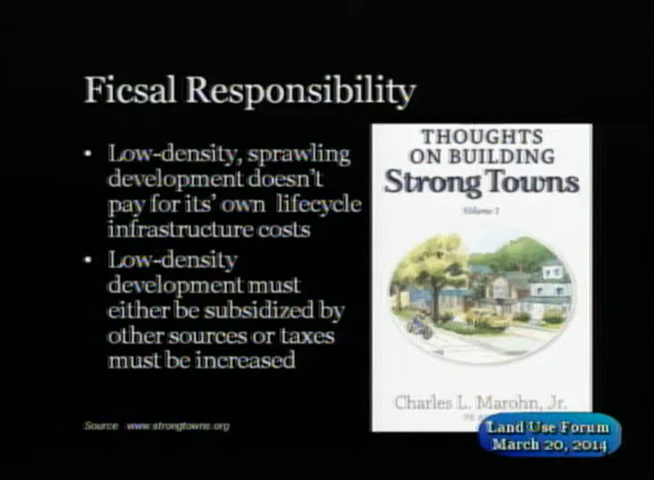 Ficsal Responsibility
• Low-density, sprawling
development doesn't
pay for its' own lifecycle
infrastructure costs
• Low-density
development must
either be subsidized by
other sources or taxes
must be increased
Source www.strongtowns.org
THOUGHTS
ON BUILDING
Strong Towns
Volume I
Charles L. Marohn, Jr.
Land Use Forum
March 20, 2014